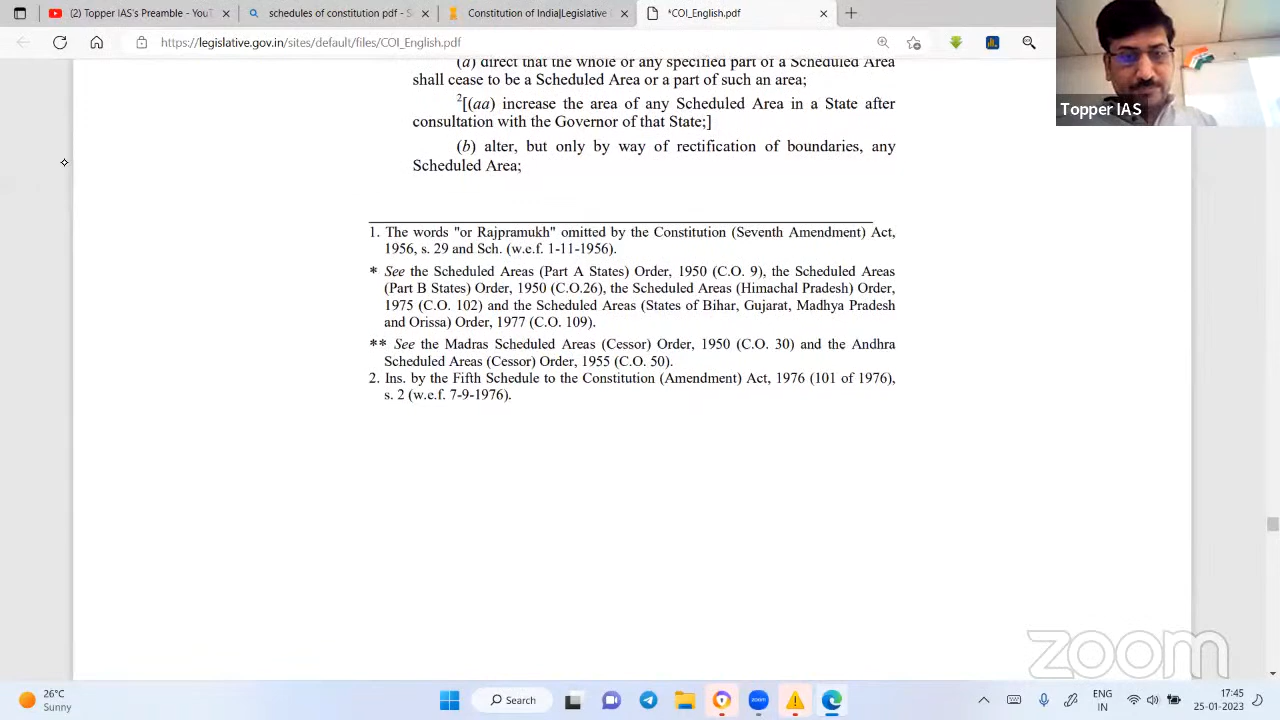 (2) Topper IAS's Preamble - YouT
schedules of constitution pdf - S
Constitution of India|Legislative
*COI_English.pdf
https://legislative.gov.in/sites/default/files/COI_English.pdf
Topper IAS
(a) direct that the whole or any specified part of a Scheduled Area
shall cease to be a Scheduled Area or a part of such an area;
2[(aa) increase the area of any Scheduled Area in a State after
consultation with the Governor of that State;]
(b) alter, but only by way of rectification of boundaries, any
Scheduled Area;
1. The words "or Rajpramukh" omitted by the Constitution (Seventh Amendment) Act,
1956, s. 29 and Sch. (w.e.f. 1-11-1956).
* See the Scheduled Areas (Part A States) Order, 1950 (C.O. 9), the Scheduled Areas
(Part B States) Order, 1950 (C.O.26), the Scheduled Areas (Himachal Pradesh) Order,
1975 (C.O. 102) and the Scheduled Areas (States of Bihar, Gujarat, Madhya Pradesh
and Orissa) Order, 1977 (C.O. 109).
** See the Madras Scheduled Areas (Cessor) Order, 1950 (C.O. 30) and the Andhra
Scheduled Areas (Cessor) Order, 1955 (C.O. 50).
2. Ins. by the Fifth Schedule to the Constitution (Amendment) Act, 1976 (101 of 1976),
s. 2 (w.e.f. 7-9-1976).
zoom
26°C
Sunny
Search
zoom
ENG
IN
17:45
25-01-2023